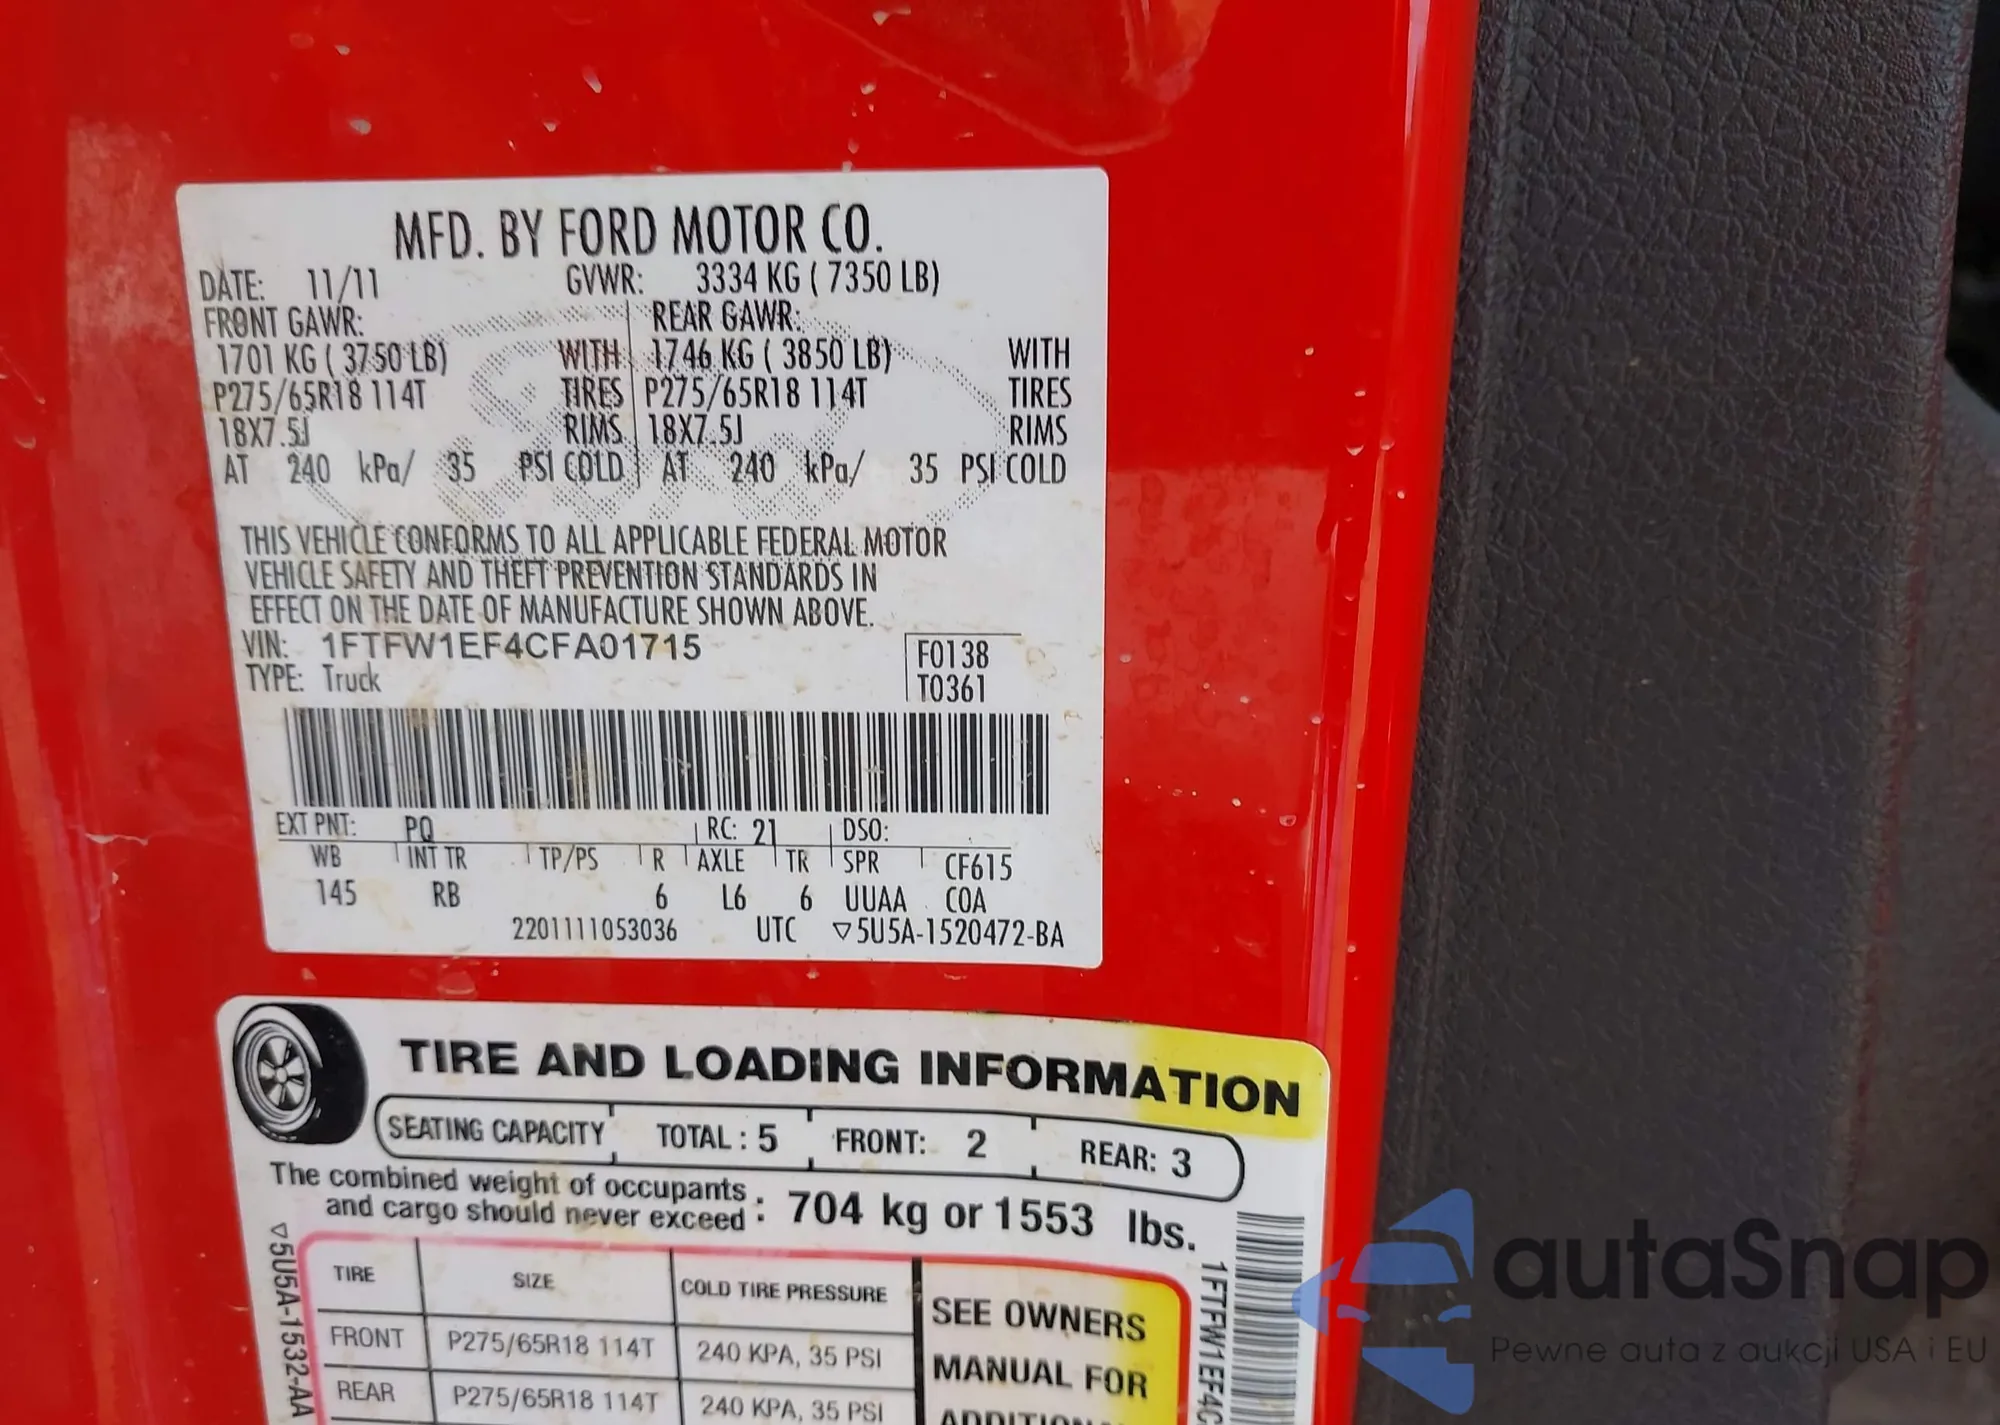 MFD. BY FORD MOTOR CO.
DATE: 11/11 GVWR: 3334 KG ( 7350 LB)
FRONT GAWR: REAR GAWR:
1701 KG ( 3750 LB) WITH 1746 KG ( 3850 LB) WITH
P275/65R18 114T TIRES P275/65R18 114T TIRES
18X7.5J RIMS 18X7.5J RIMS
AT 240 kPa/ 35 PSI COLD AT 240 kPa/ 35 PSI COLD
THIS VEHICLE CONFORMS TO ALL APPLICABLE FEDERAL MOTOR
VEHICLE SAFETY AND THEFT PREVENTION STANDARDS IN
EFFECT ON THE DATE OF MANUFACTURE SHOWN ABOVE.
VIN: 1FTFW1EF4CFA01715
F0138
TYPE: Truck
T0361
EXT PNT: PQ RC: 21 DSO:
WB INT TR TP/PS R AXLE TR SPR CF615
145 RB 6 L6 6 UUAA COA
2201111053036 UTC ▽5U5A-1520472-BA
TIRE AND LOADING INFORMATION
SEATING CAPACITY TOTAL : 5 FRONT: 2 REAR: 3
The combined weight of occupants
and cargo should never exceed : 704 kg or 1553 lbs.
▽5U5A-1532-AA
TIRE SIZE COLD TIRE PRESSURE
FRONT P275/65R18 114T 240 KPA, 35 PSI
REAR P275/65R18 114T 240 KPA, 35 PSI
SEE OWNERS
MANUAL FOR
1FTFW1EF4C
autaSnap
Pewne auta z aukcji USA i EU